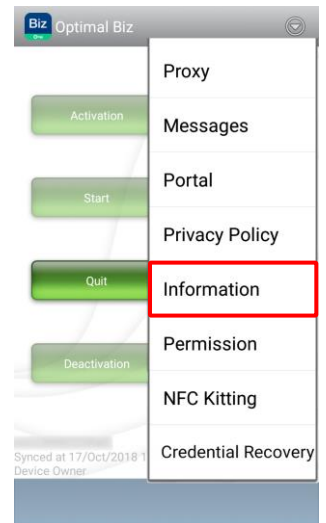 Biz
One
Optimal Biz
Proxy
Messages
Activation
Portal
Start
Privacy Policy
Quit
Information
Permission
Deactivation
NFC Kitting
Credential Recovery
Synced at 17/Oct/2018 1
Device Owner